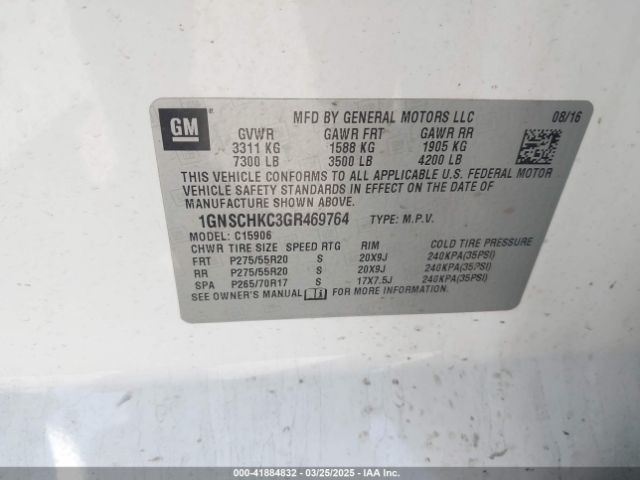 GM
MFD BY GENERAL MOTORS LLC 08/16
GVWR GAWR FRT GAWR RR
3311 KG 1588 KG 1905 KG
7300 LB 3500 LB 4200 LB
THIS VEHICLE CONFORMS TO ALL APPLICABLE U.S. FEDERAL MOTOR
VEHICLE SAFETY STANDARDS IN EFFECT ON THE DATE OF
MANUFACTURE SHOWN ABOVE.
1GNSCHKC3GR469764 TYPE: M.P.V.
MODEL: C15906
CHWR TIRE SIZE SPEED RTG RIM COLD TIRE PRESSURE
FRT P275/55R20 S 20X9J 240KPA(35PSI)
RR P275/55R20 S 20X9J 240KPA(35PSI)
SPA P265/70R17 S 17X7.5J 240KPA(35PSI)
SEE OWNER'S MANUAL FOR MORE INFORMATION.
000-41884832 - 03/25/2025 - IAA Inc.